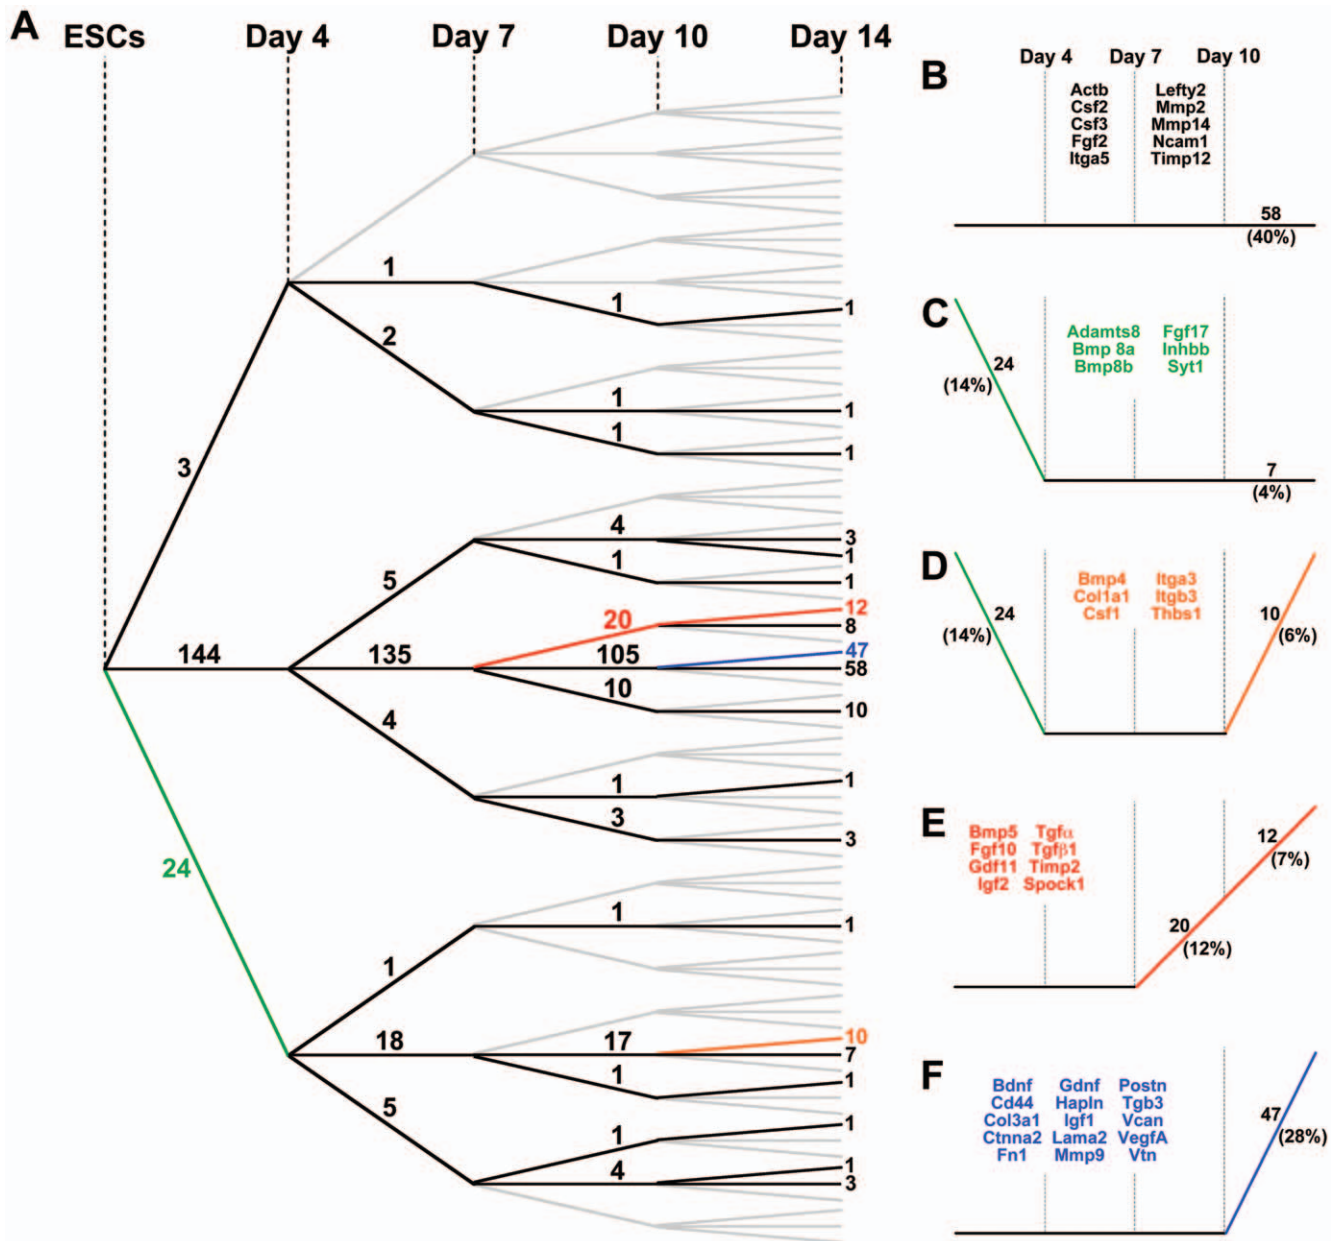 A
ESCs Day 4 Day 7 Day 10 Day 14
1
1 1
2
1 1
1 1
3
4 3
1
5 1 1
20 12
8
47
144 135 105 58
10 10
4
1 1
3 3
24
1 1
1
10
18 17 7
1 1
5 1 1
1
4 3
B
Day 4 Day 7 Day 10
Actb Lefty2
Csf2 Mmp2
Csf3 Mmp14
Fgf2 Ncam1
Itga5 Timp12
58
(40%)
C
Adamts8 Fgf17
Bmp 8a Inhbb
Bmp8b Syt1
24
(14%)
7
(4%)
D
Bmp4 Itga3
Col1a1 Itgb3
Csf1 Thbs1
24
(14%)
10
(6%)
E
Bmp5 Tgfα
Fgf10 Tgfβ1
Gdf11 Timp2
Igf2 Spock1
12
(7%)
20
(12%)
F
Bdnf Gdnf Postn
Cd44 Hapln Tgb3
Col3a1 Igf1 Vcan
Ctnna2 Lama2 VegfA
Fn1 Mmp9 Vtn
47
(28%)